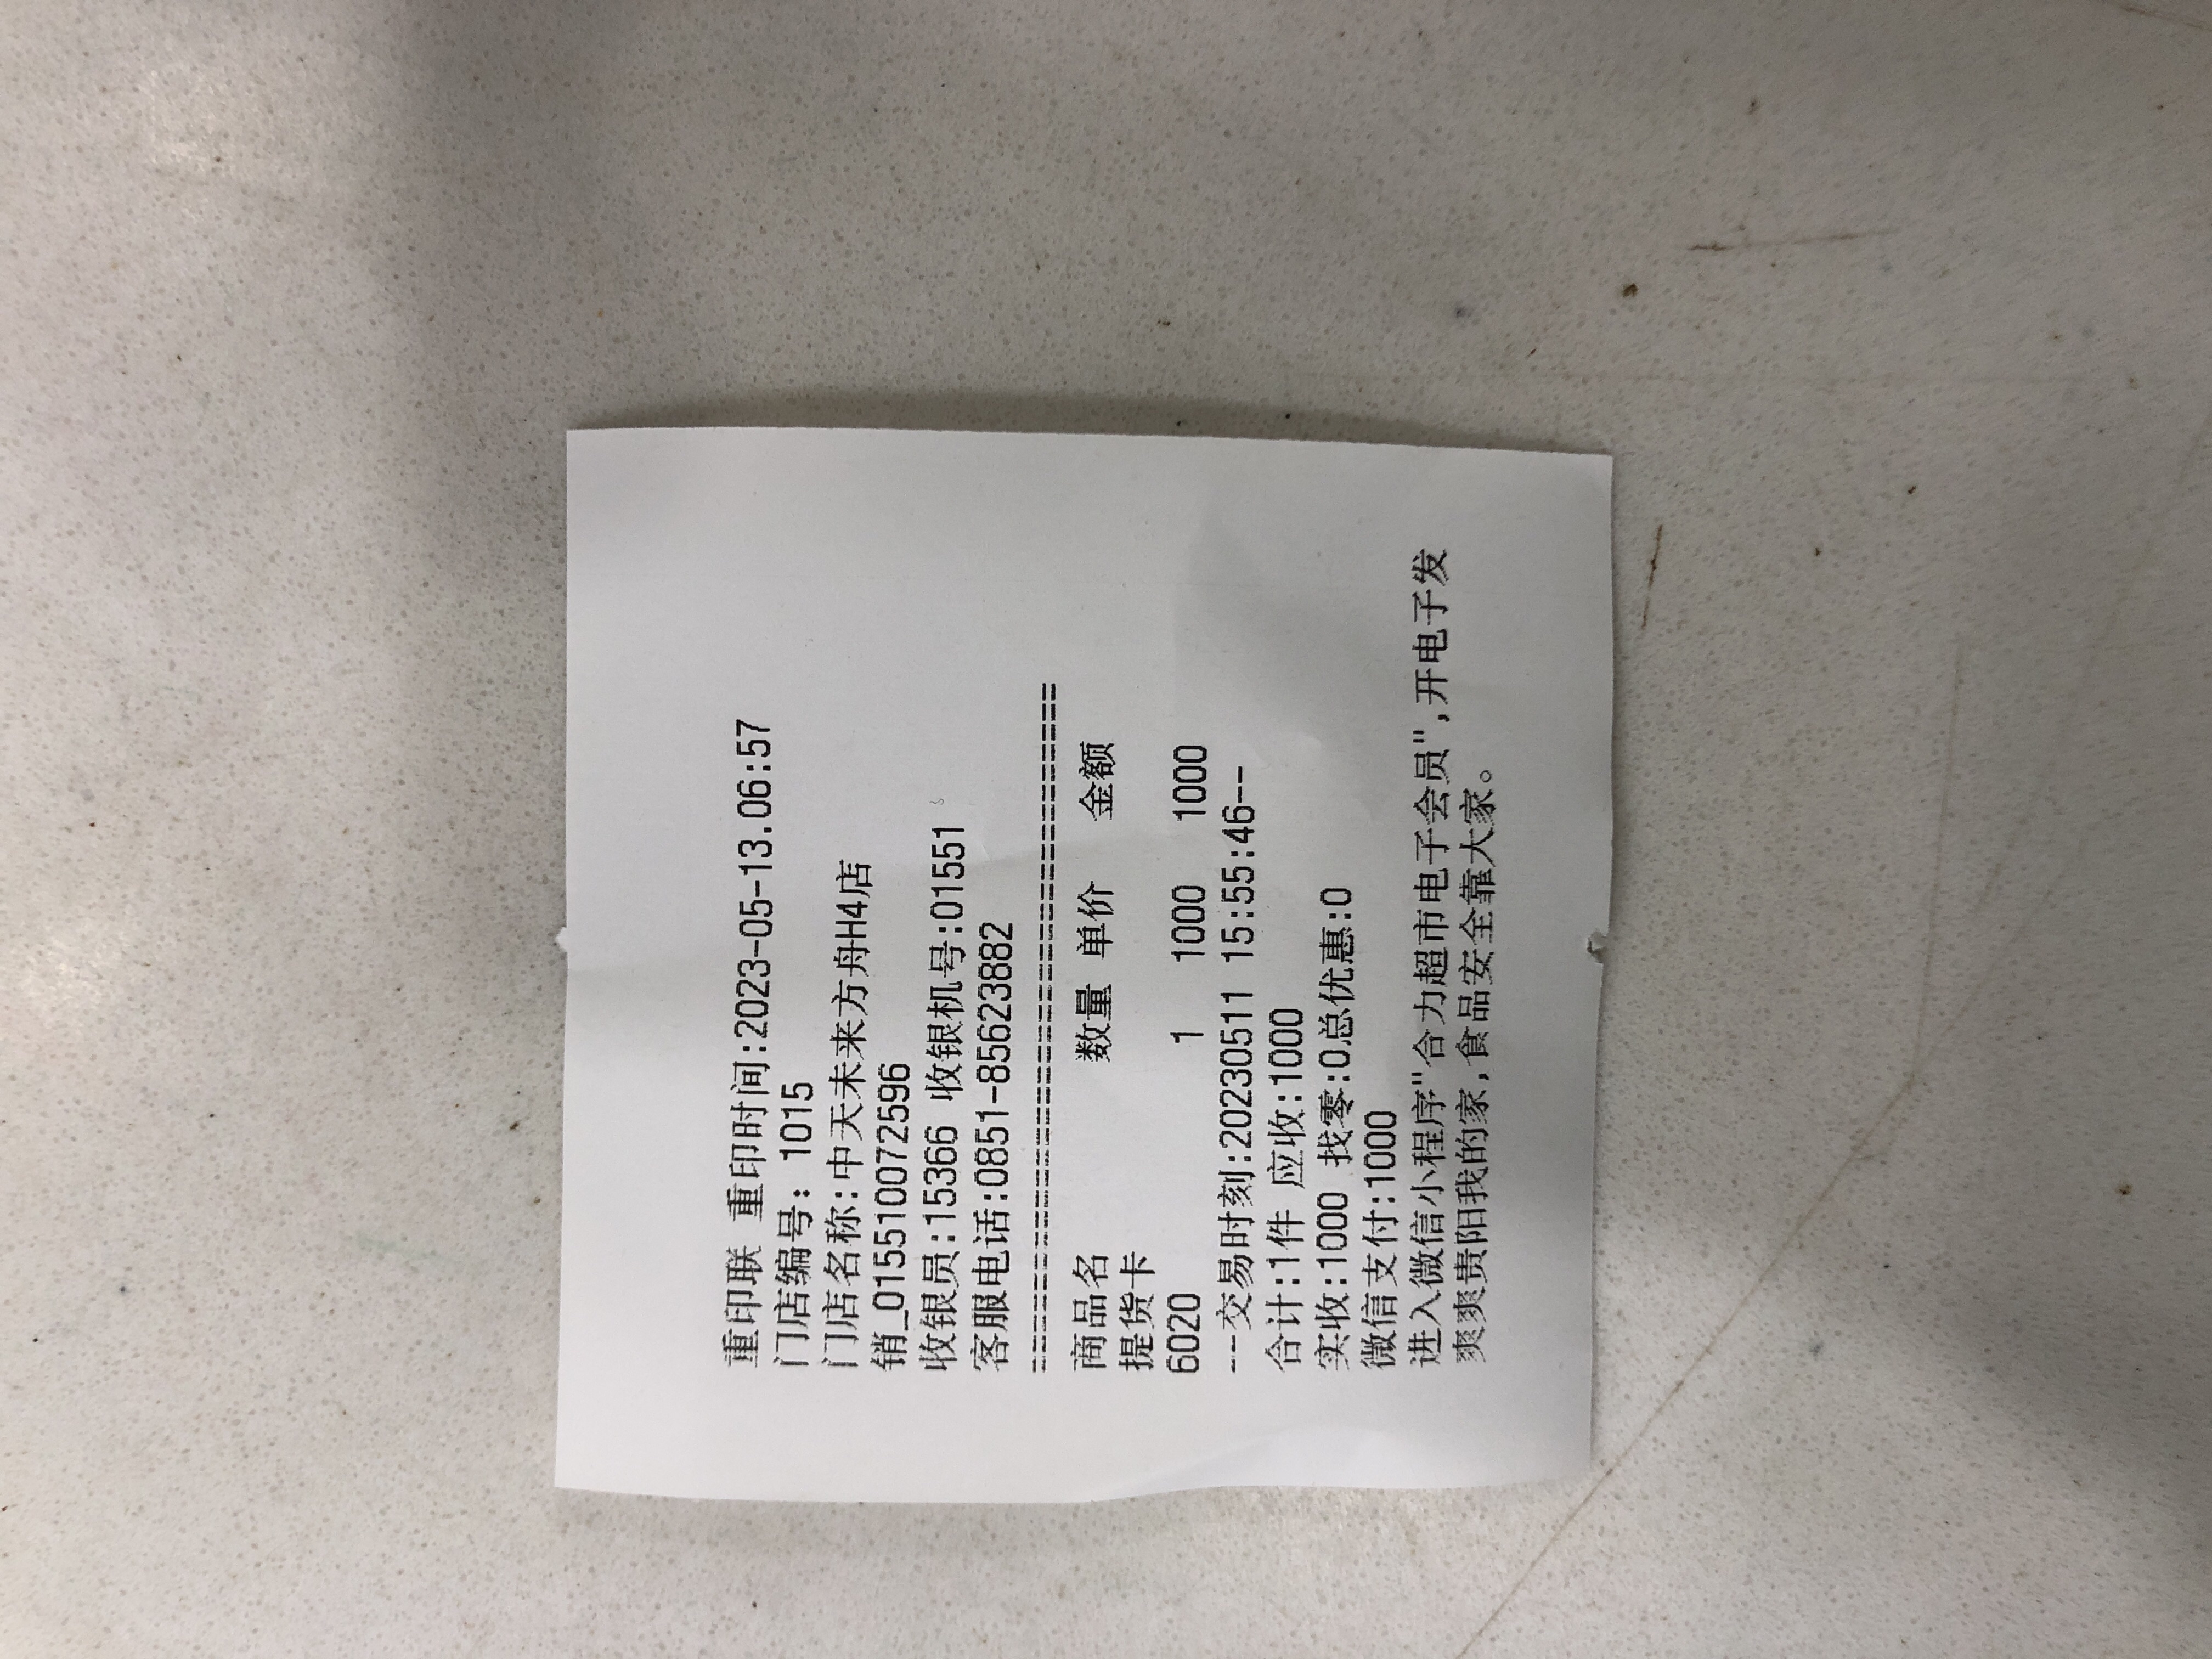 重印联 重印时间:2023-05-13.06:57
门店编号: 1015
门店名称:中天未来方舟H4店
销_015510072596
收银员:15366 收银机号:01551
客服电话:0851-85623882
========================================
商品名 数量 单价 金额
提货卡
6020 1 1000 1000
--交易时刻:20230511 15:55:46--
合计:1件 应收:1000
实收:1000 找零:0总优惠:0
微信支付:1000
进入微信小程序"合力超市电子会员",开电子发
爽爽贵阳我的家,食品安全靠大家。